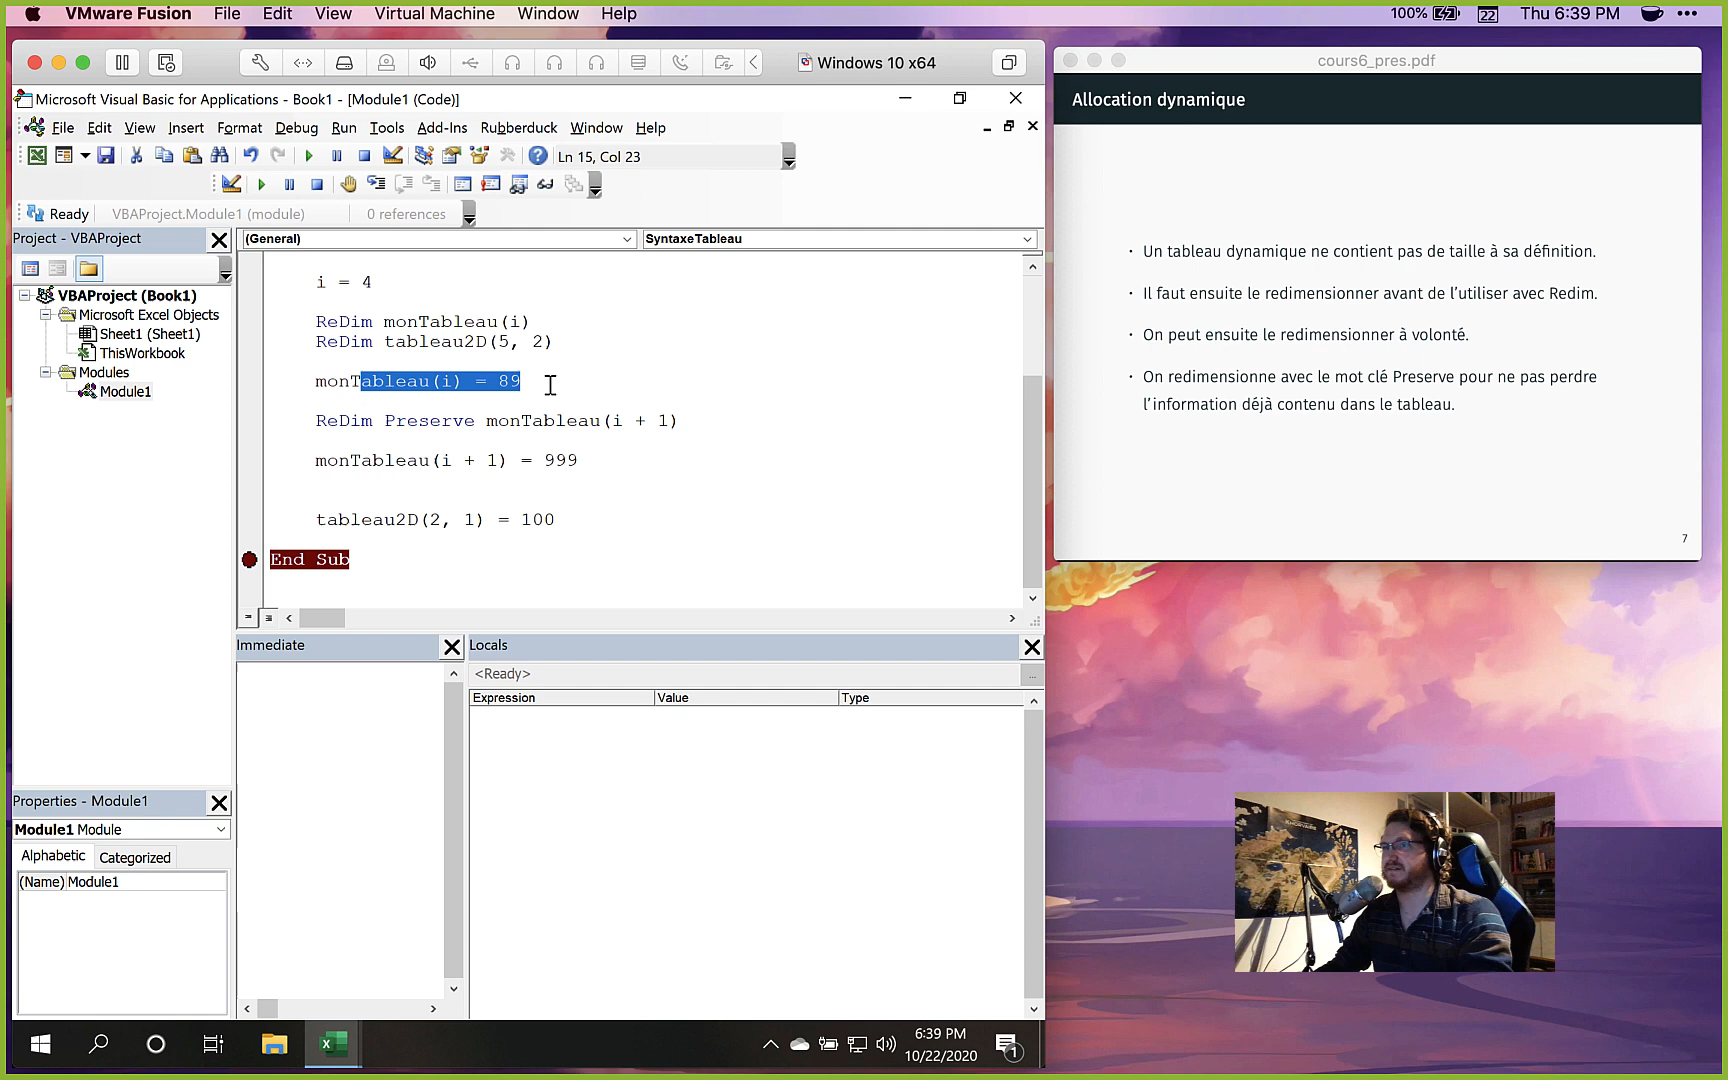 VMware Fusion File Edit View Virtual Machine Window Help 100% 22 Thu 6:39 PM
Windows 10 x64
cours6_pres.pdf
Microsoft Visual Basic for Applications - Book1 - [Module1 (Code)]
File Edit View Insert Format Debug Run Tools Add-Ins Rubberduck Window Help
Ln 15, Col 23
Ready VBAProject.Module1 (module) 0 references
Project - VBAProject
(General) SyntaxeTableau
VBAProject (Book1)
Microsoft Excel Objects
Sheet1 (Sheet1)
ThisWorkbook
Modules
Module1
i = 4
ReDim monTableau(i)
ReDim tableau2D(5, 2)
monTableau(i) = 89
ReDim Preserve monTableau(i + 1)
monTableau(i + 1) = 999
tableau2D(2, 1) = 100
End Sub
Immediate
Locals
<Ready>
...
Expression Value Type
Properties - Module1
Module1 Module
Alphabetic Categorized
(Name) Module1
6:39 PM
10/22/2020
1
Allocation dynamique
· Un tableau dynamique ne contient pas de taille à sa définition.
· Il faut ensuite le redimensionner avant de l'utiliser avec Redim.
· On peut ensuite le redimensionner à volonté.
· On redimensionne avec le mot clé Preserve pour ne pas perdre
l'information déjà contenu dans le tableau.
7